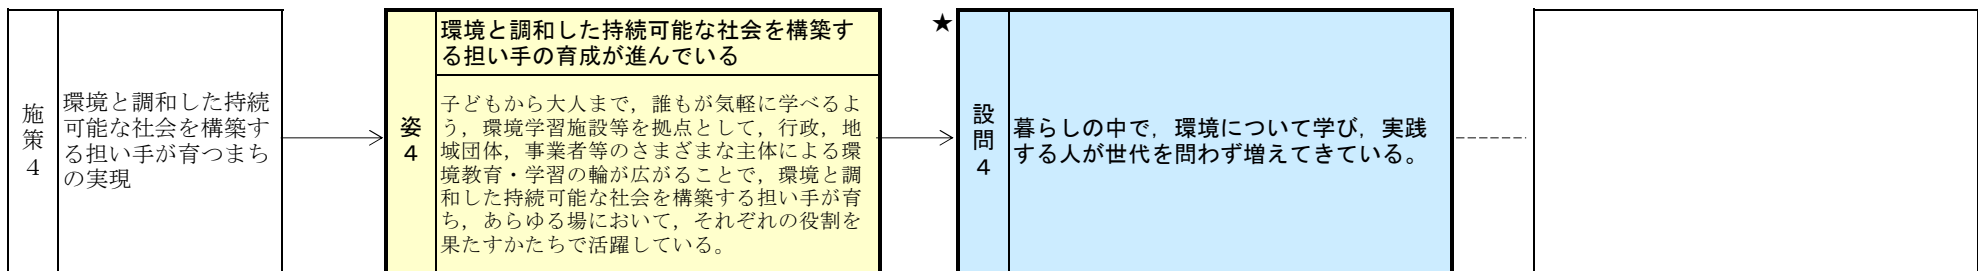 施策4
環境と調和した持続
可能な社会を構築す
る担い手が育つまち
の実現
姿4
環境と調和した持続可能な社会を構築す
る担い手の育成が進んでいる
子どもから大人まで，誰もが気軽に学べるよ
う，環境学習施設等を拠点として，行政，地
域団体，事業者等のさまざまな主体による環
境教育・学習の輪が広がることで，環境と調
和した持続可能な社会を構築する担い手が育
ち，あらゆる場において，それぞれの役割を
果たすかたちで活躍している。
★
設問4
暮らしの中で，環境について学び，実践
する人が世代を問わず増えてきている。